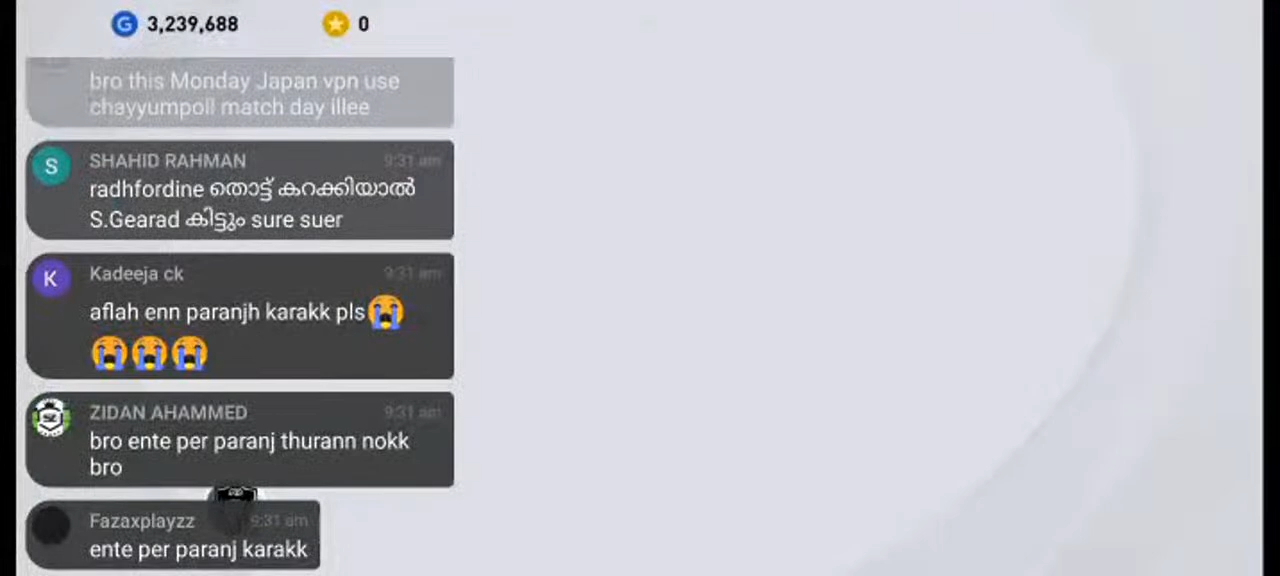 3,239,688
0
bro this Monday Japan vpn use
chayyumpoll match day illee
SHAHID RAHMAN 9:31 am
radhfordine തൊട്ട് കറക്കിയാൽ
S.Gearad കിട്ടും sure suer
Kadeeja ck 9:31 am
aflah enn paranjh karakk pls😭
😭😭😭
ZIDAN AHAMMED 9:31 am
bro ente per paranj thurann nokk
bro
Fazaxplayzz 9:31 am
ente per paranj karakk